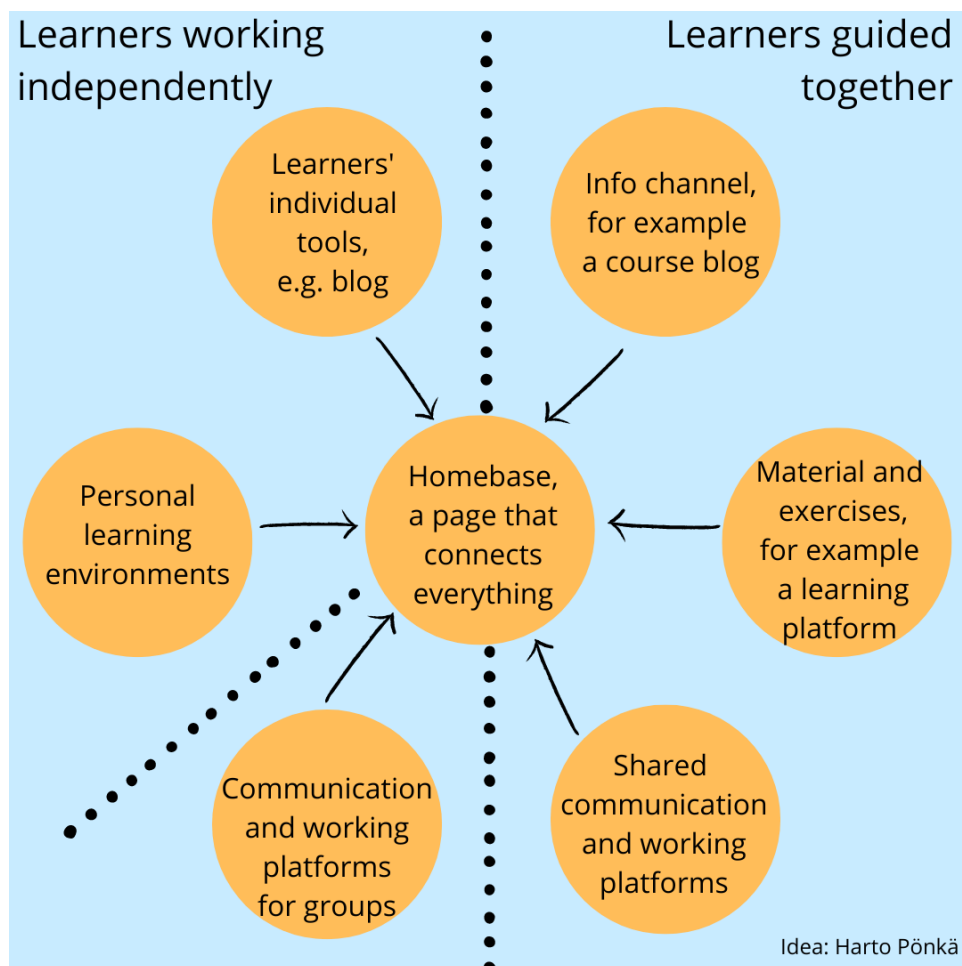 Learners working
independently
Learners guided
together
Learners'
individual
tools,
e.g. blog
Info channel,
for example
a course blog
Personal
learning
environments
Homebase,
a page that
connects
everything
Material and
exercises,
for example
a learning
platform
Communication
and working
platforms
for groups
Shared
communication
and working
platforms
Idea: Harto Pönkä